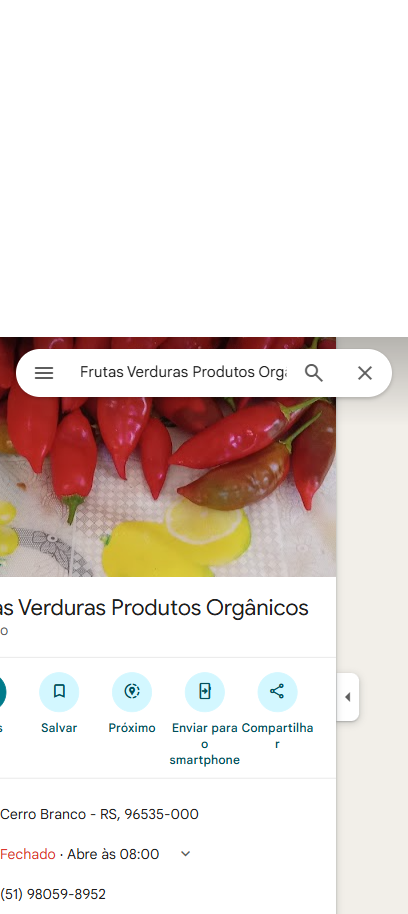 Frutas Verduras Produtos Orgâ
as Verduras Produtos Orgânicos
o
s
Salvar
Próximo
Enviar para o smartphone
Compartilhar
Cerro Branco - RS, 96535-000
Fechado · Abre às 08:00
(51) 98059-8952